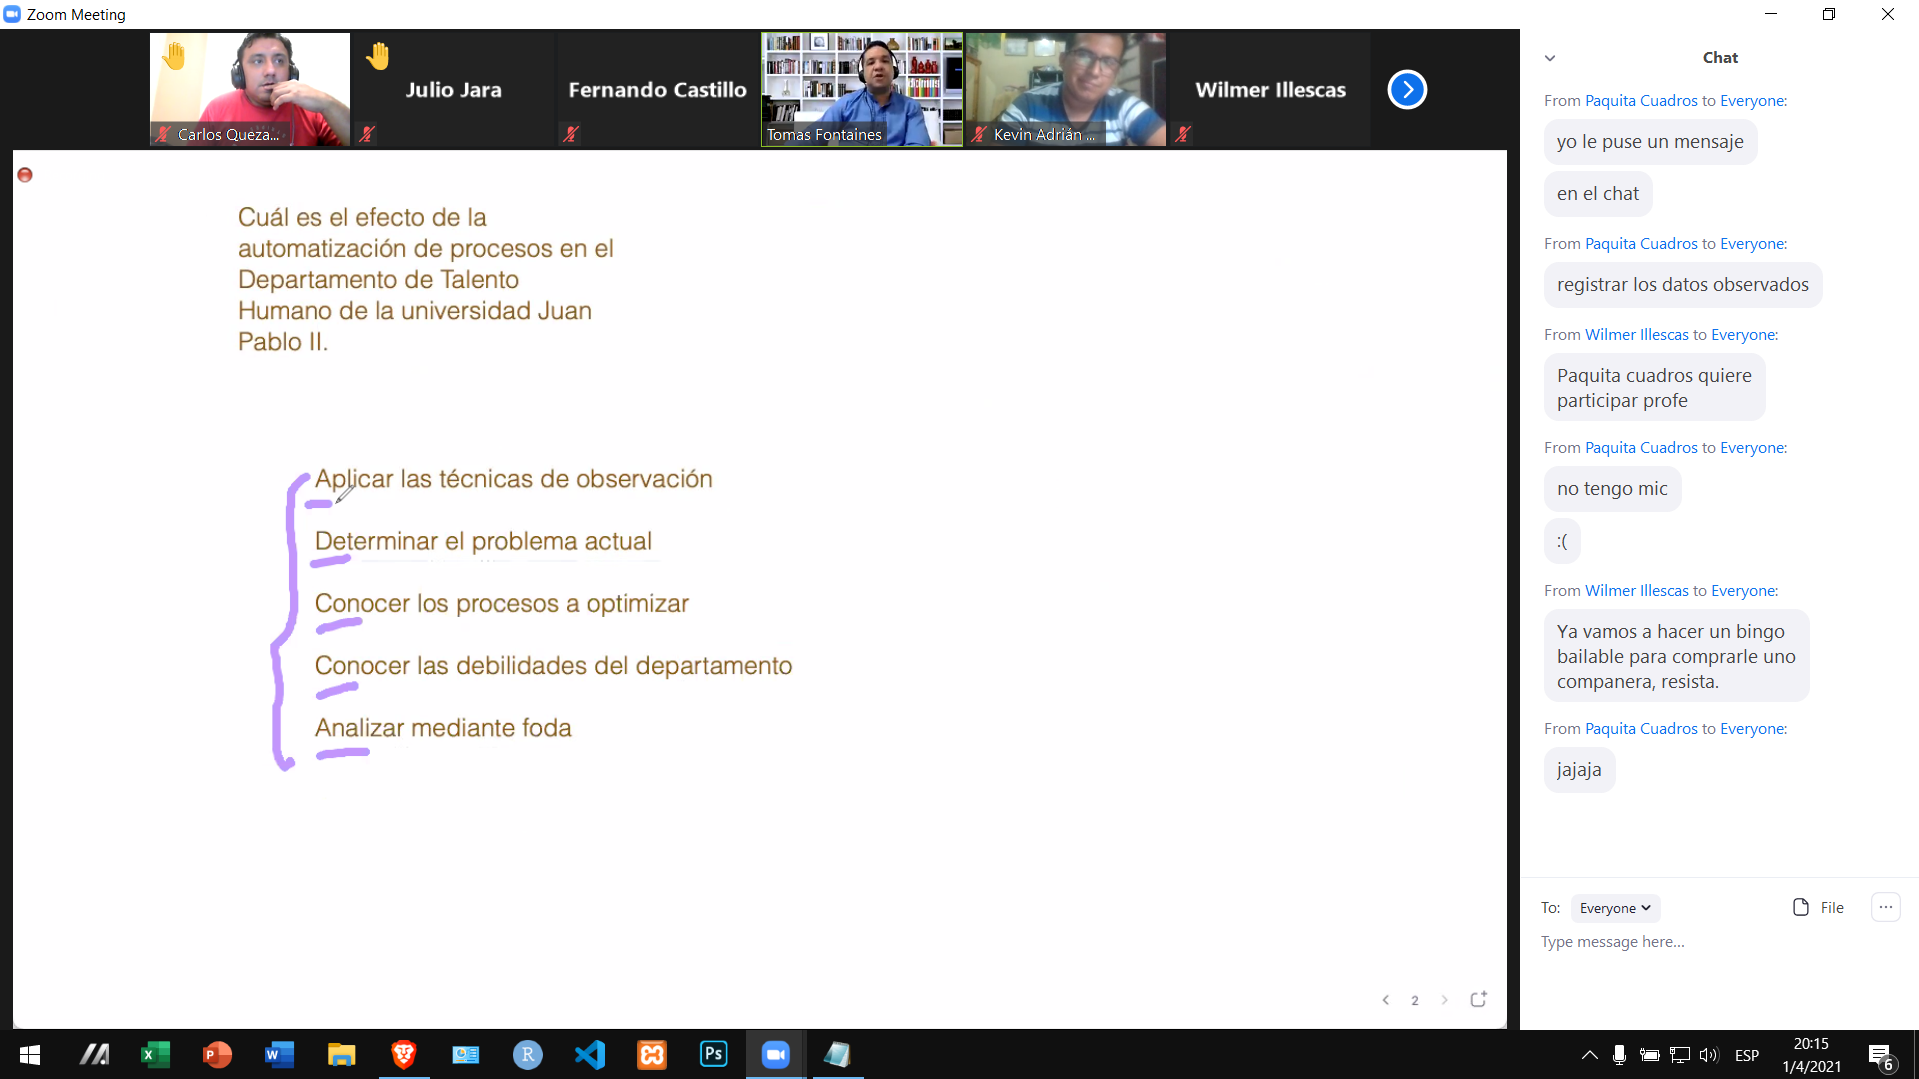 Zoom Meeting
Carlos Queza...
Julio Jara
Fernando Castillo
Tomas Fontaines
Kevin Adrián ...
Wilmer Illescas
Cuál es el efecto de la
automatización de procesos en el
Departamento de Talento
Humano de la universidad Juan
Pablo II.
Aplicar las técnicas de observación
Determinar el problema actual
Conocer los procesos a optimizar
Conocer las debilidades del departamento
Analizar mediante foda
2
Chat
From Paquita Cuadros to Everyone:
yo le puse un mensaje
en el chat
From Paquita Cuadros to Everyone:
registrar los datos observados
From Wilmer Illescas to Everyone:
Paquita cuadros quiere
participar profe
From Paquita Cuadros to Everyone:
no tengo mic
:(
From Wilmer Illescas to Everyone:
Ya vamos a hacer un bingo
bailable para comprarle uno
companera, resista.
From Paquita Cuadros to Everyone:
jajaja
To: Everyone File ...
Type message here...
X P W R Ps ESP
20:15
1/4/2021
6